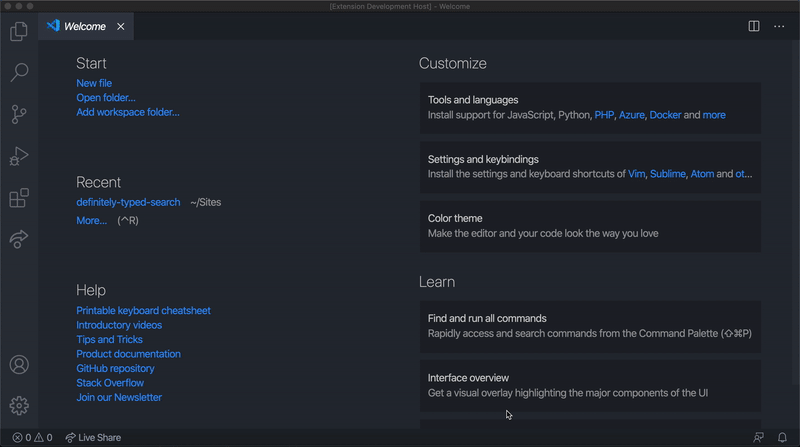 [Extension Development Host] - Welcome
Welcome
Start
New file
Open folder...
Add workspace folder...
Recent
definitely-typed-search ~/Sites
More... (^R)
Help
Printable keyboard cheatsheet
Introductory videos
Tips and Tricks
Product documentation
GitHub repository
Stack Overflow
Join our Newsletter
Customize
Tools and languages
Install support for JavaScript, Python, PHP, Azure, Docker and more
Settings and keybindings
Install the settings and keyboard shortcuts of Vim, Sublime, Atom and ot...
Color theme
Make the editor and your code look the way you love
Learn
Find and run all commands
Rapidly access and search commands from the Command Palette (⇧⌘P)
Interface overview
Get a visual overlay highlighting the major components of the UI
0 0 Live Share